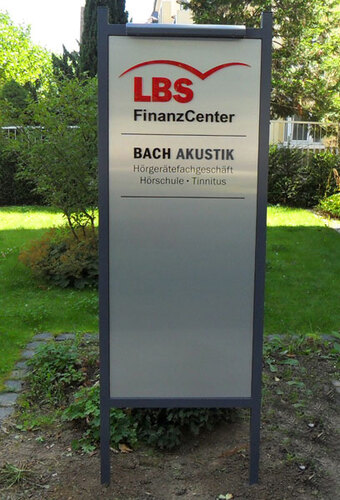 LBS
FinanzCenter
BACH AKUSTIK
Hörgerätefachgeschäft
Hörschule • Tinnitus